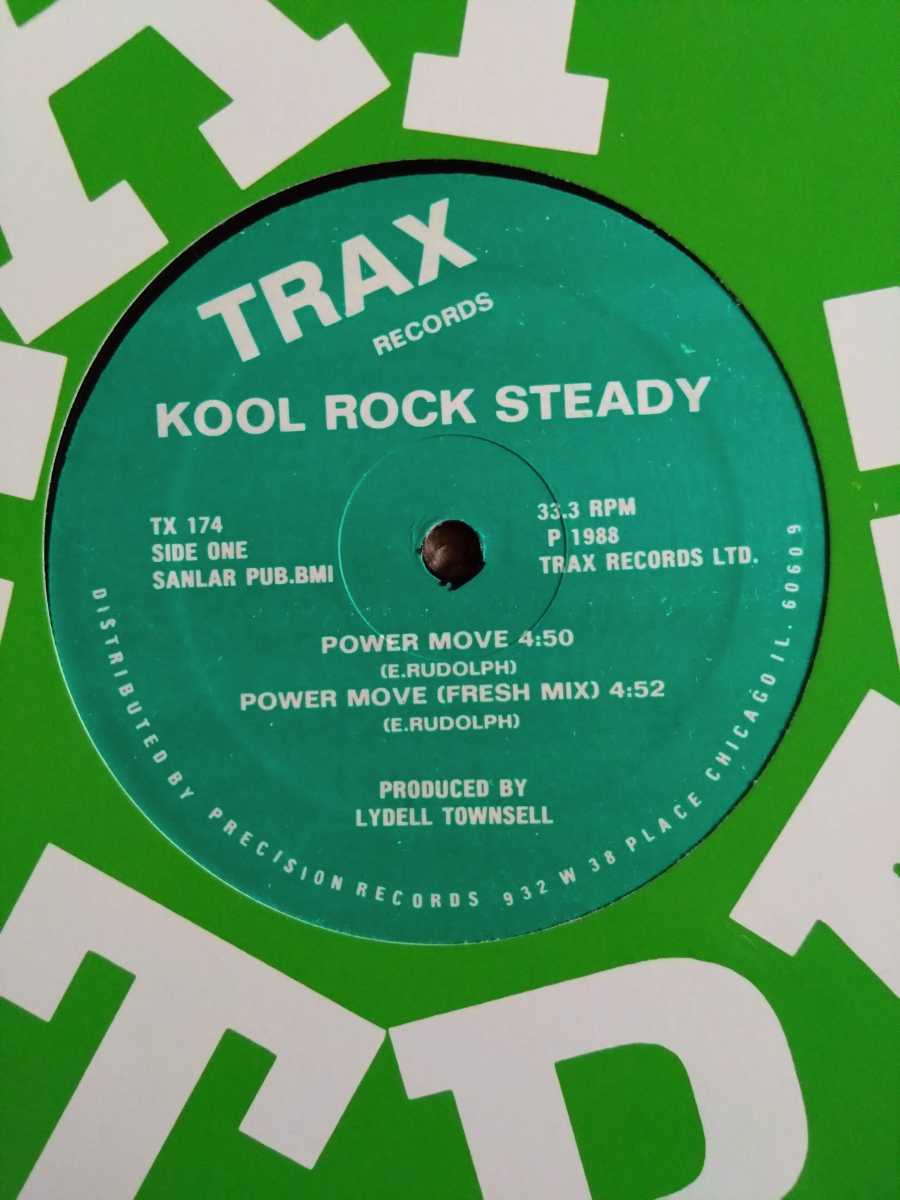 TRAX
RECORDS
KOOL ROCK STEADY
TX 174
SIDE ONE
SANLAR PUB.BMI
33.3 RPM
P 1988
TRAX RECORDS LTD.
POWER MOVE 4:50
(E.RUDOLPH)
POWER MOVE (FRESH MIX) 4:52
(E.RUDOLPH)
PRODUCED BY
LYDELL TOWNSELL
DISTRIBUTED BY PRECISION RECORDS 932 W 38 PLACE CHICAGO IL. 60609